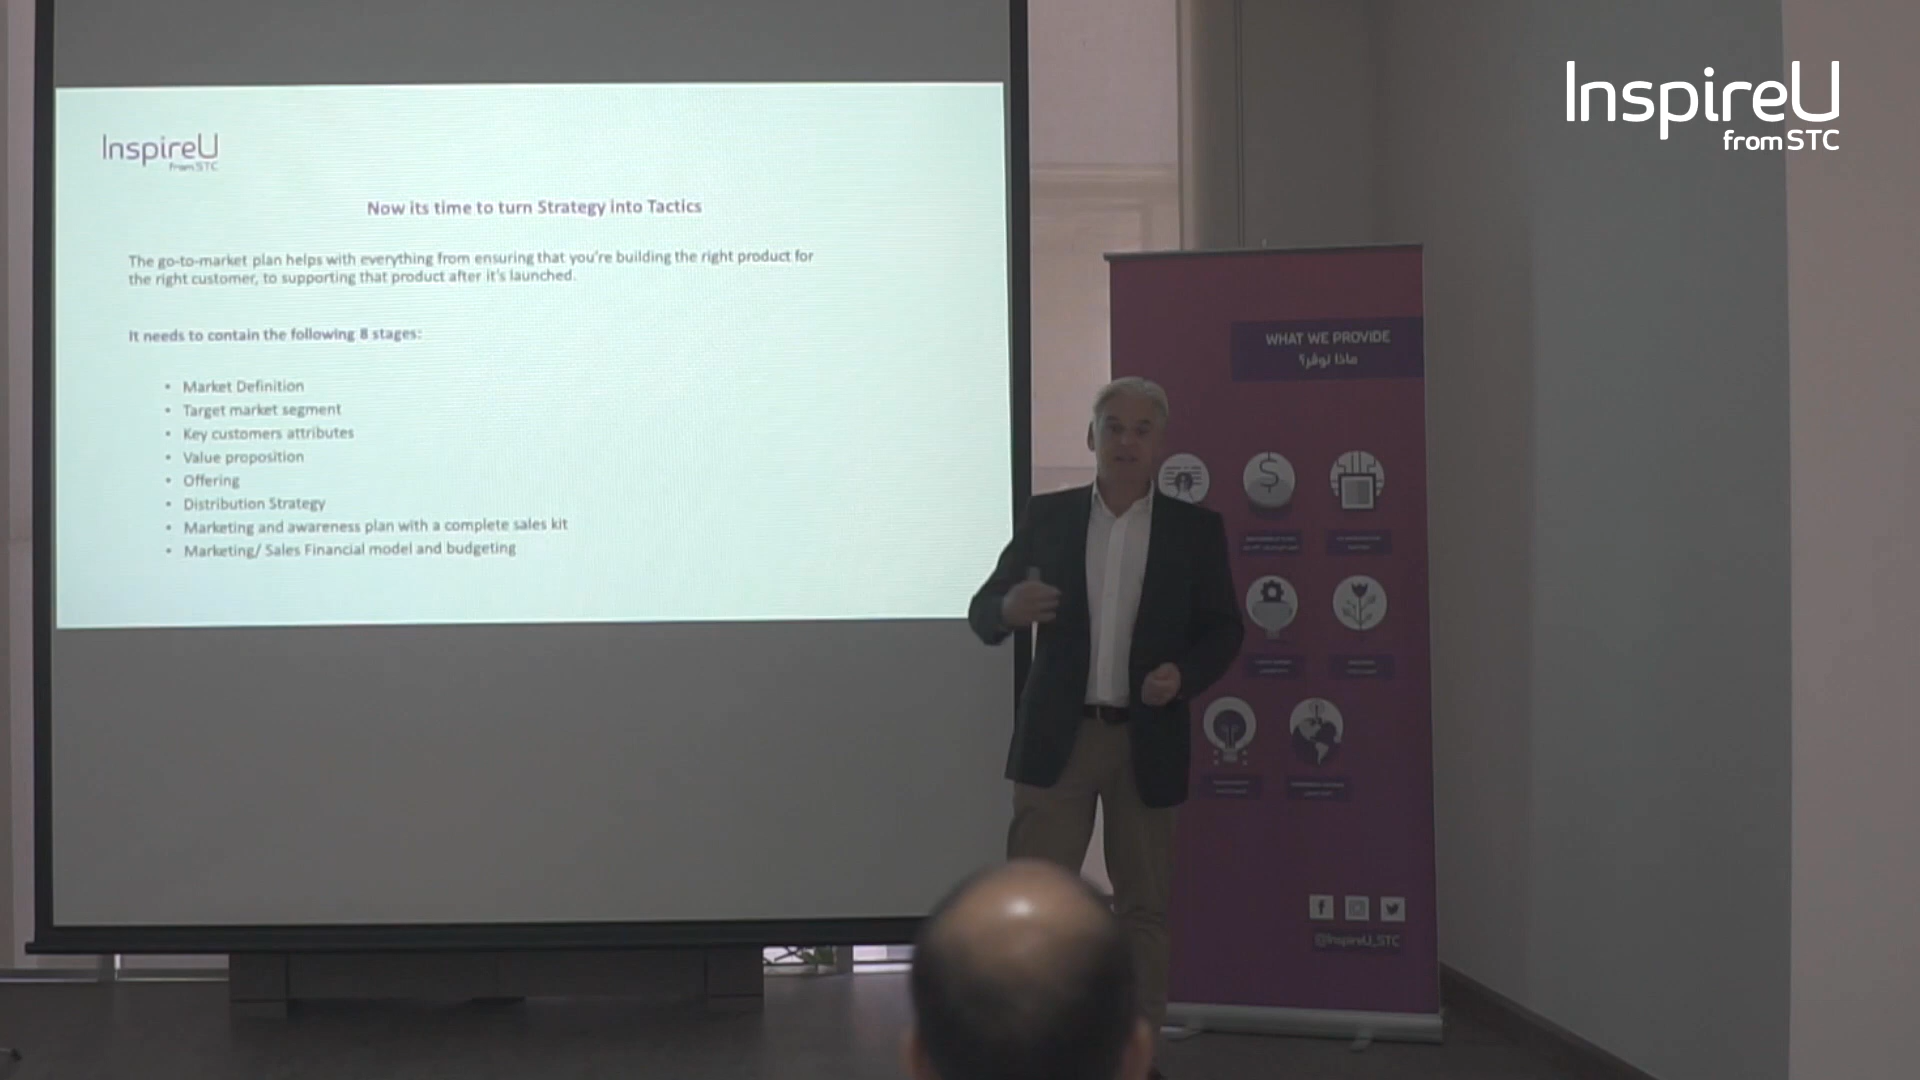 InspireU
from STC
InspireU
from STC
Now its time to turn Strategy into Tactics
The go-to-market plan helps with everything from ensuring that you're building the right product for
the right customer, to supporting that product after it's launched.
It needs to contain the following 8 stages:
• Market Definition
• Target market segment
• Key customers attributes
• Value proposition
• Offering
• Distribution Strategy
• Marketing and awareness plan with a complete sales kit
• Marketing/ Sales Financial model and budgeting
WHAT WE PROVIDE
ماذا نوفر؟
@InspireU_STC